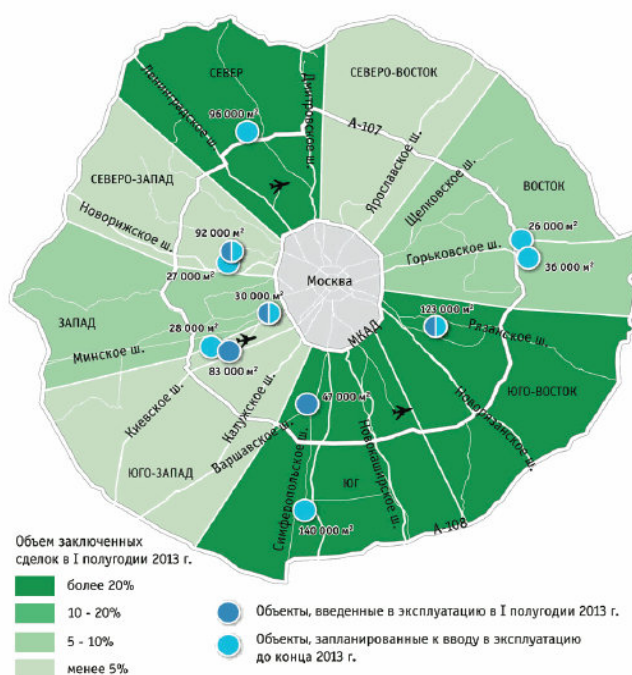 СЕВЕР
СЕВЕРО-ВОСТОК
Ленинградское ш.
Дмитровское ш.
96 000 м²
А-107
Ярославское ш.
Щелковское ш.
СЕВЕРО-ЗАПАД
ВОСТОК
Новорижское ш.
92 000 м²
26 000 м²
Горьковское ш.
36 000 м²
27 000 м²
Москва
30 000 м²
123 000 м²
ЗАПАД
28 000 м²
Рязанское ш.
Минское ш.
МКАД
83 000 м²
Киевское ш.
Калужское ш.
47 000 м²
ЮГО-ВОСТОК
Варшавское ш.
Новорязанское ш.
Новокаширское ш.
ЮГО-ЗАПАД
ЮГ
Симферопольское ш.
140 000 м²
А-108
Объем заключенных
сделок в I полугодии 2013 г.
более 20%
10 - 20%
5 - 10%
менее 5%
Объекты, введенные в эксплуатацию в I полугодии 2013 г.
Объекты, запланированные к вводу в эксплуатацию
до конца 2013 г.